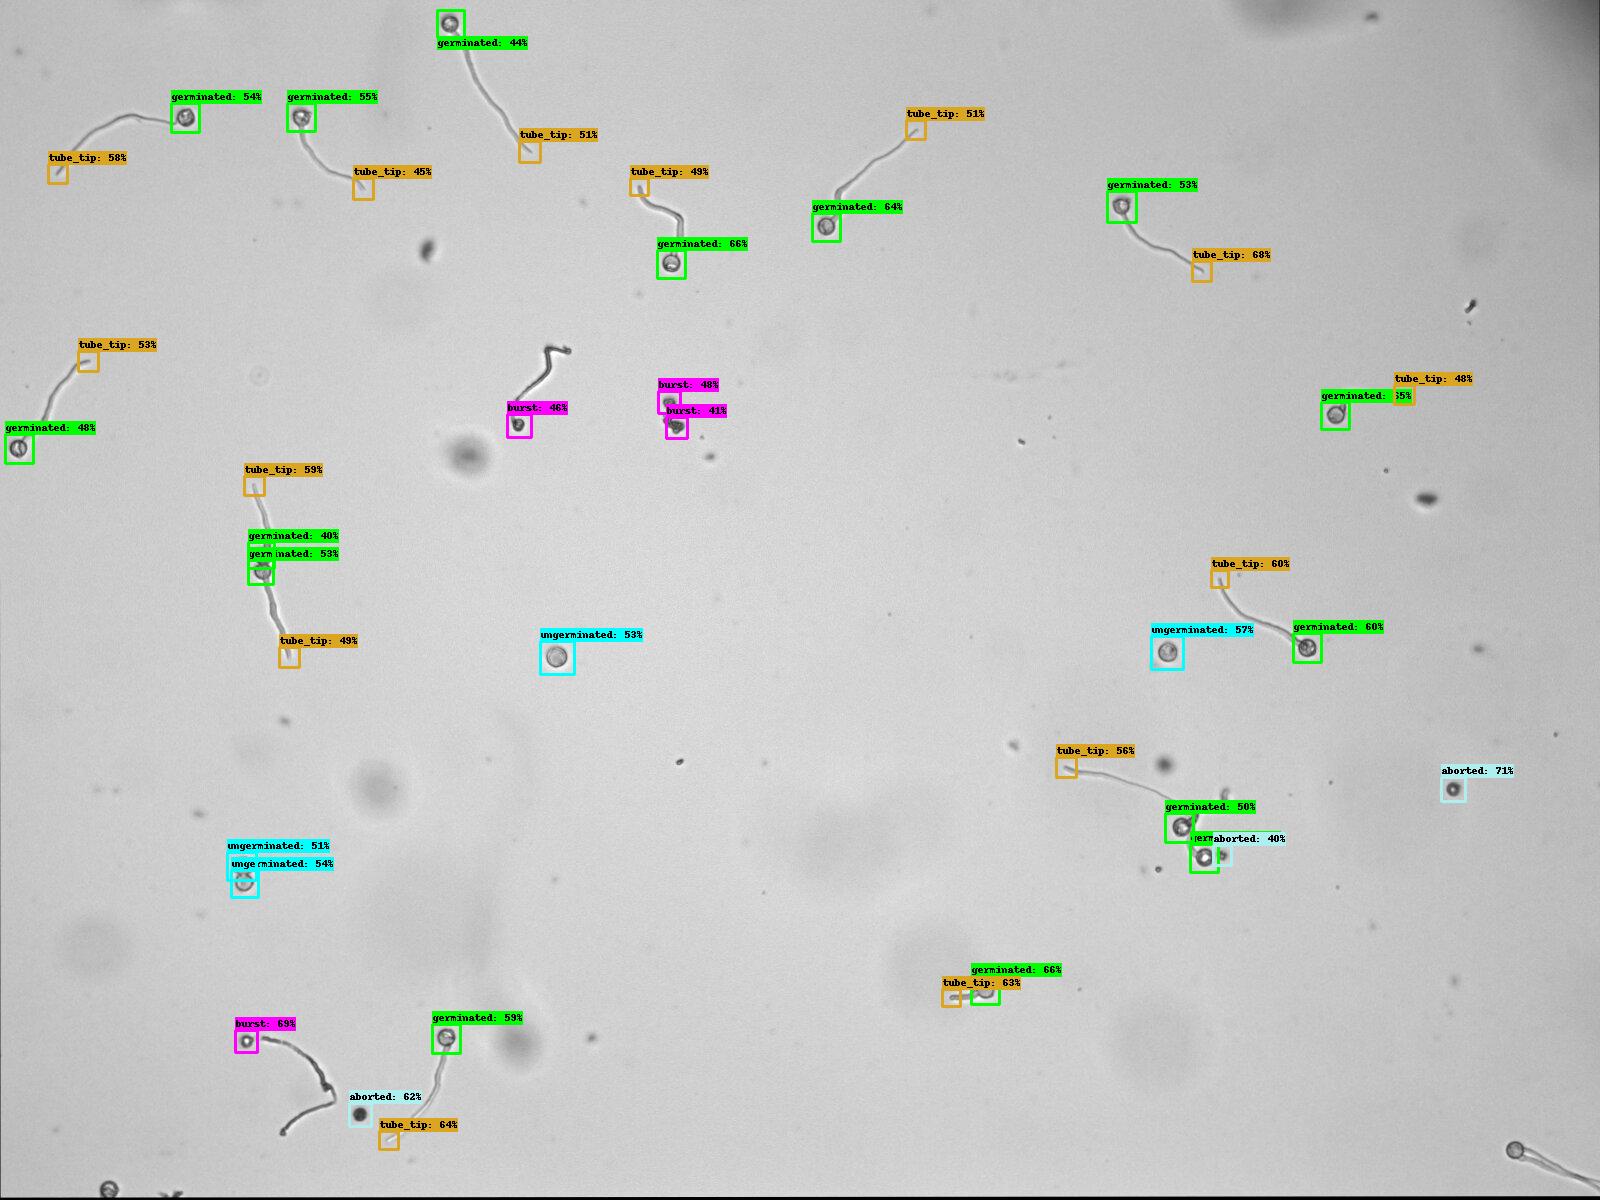 germinated: 44%
germinated: 54%
germinated: 55%
tube_tip: 51%
tube_tip: 51%
tube_tip: 58%
tube_tip: 45%
tube_tip: 49%
germinated: 53%
germinated: 64%
germinated: 66%
tube_tip: 68%
tube_tip: 53%
tube_tip: 48%
burst: 48%
germinated: 65%
burst: 46%
burst: 41%
germinated: 48%
tube_tip: 59%
germinated: 40%
germinated: 53%
tube_tip: 60%
germinated: 60%
ungerminated: 57%
ungerminated: 53%
tube_tip: 49%
tube_tip: 56%
aborted: 71%
germinated: 50%
aborted: 40%
ungerminated: 51%
ungerminated: 54%
germinated: 66%
tube_tip: 63%
germinated: 59%
burst: 69%
aborted: 62%
tube_tip: 64%